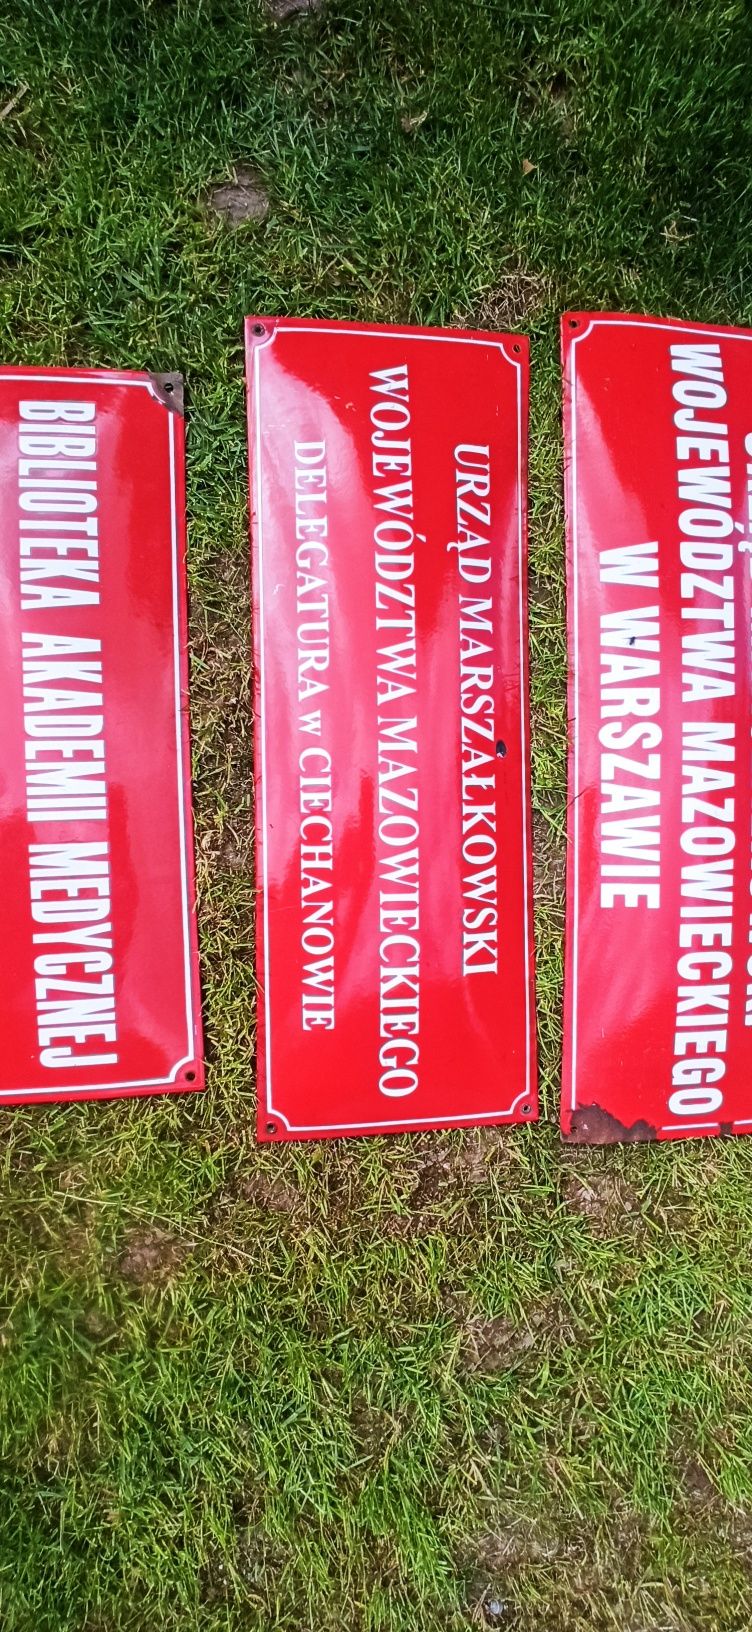 BIBLIOTEKA AKADEMII MEDYCZNEJ
URZĄD MARSZAŁKOWSKI
WOJEWÓDZTWA MAZOWIECKIEGO
DELEGATURA w CIECHANOWIE
WOJEWÓDZTWA MAZOWIECKIEGO
W WARSZAWIE